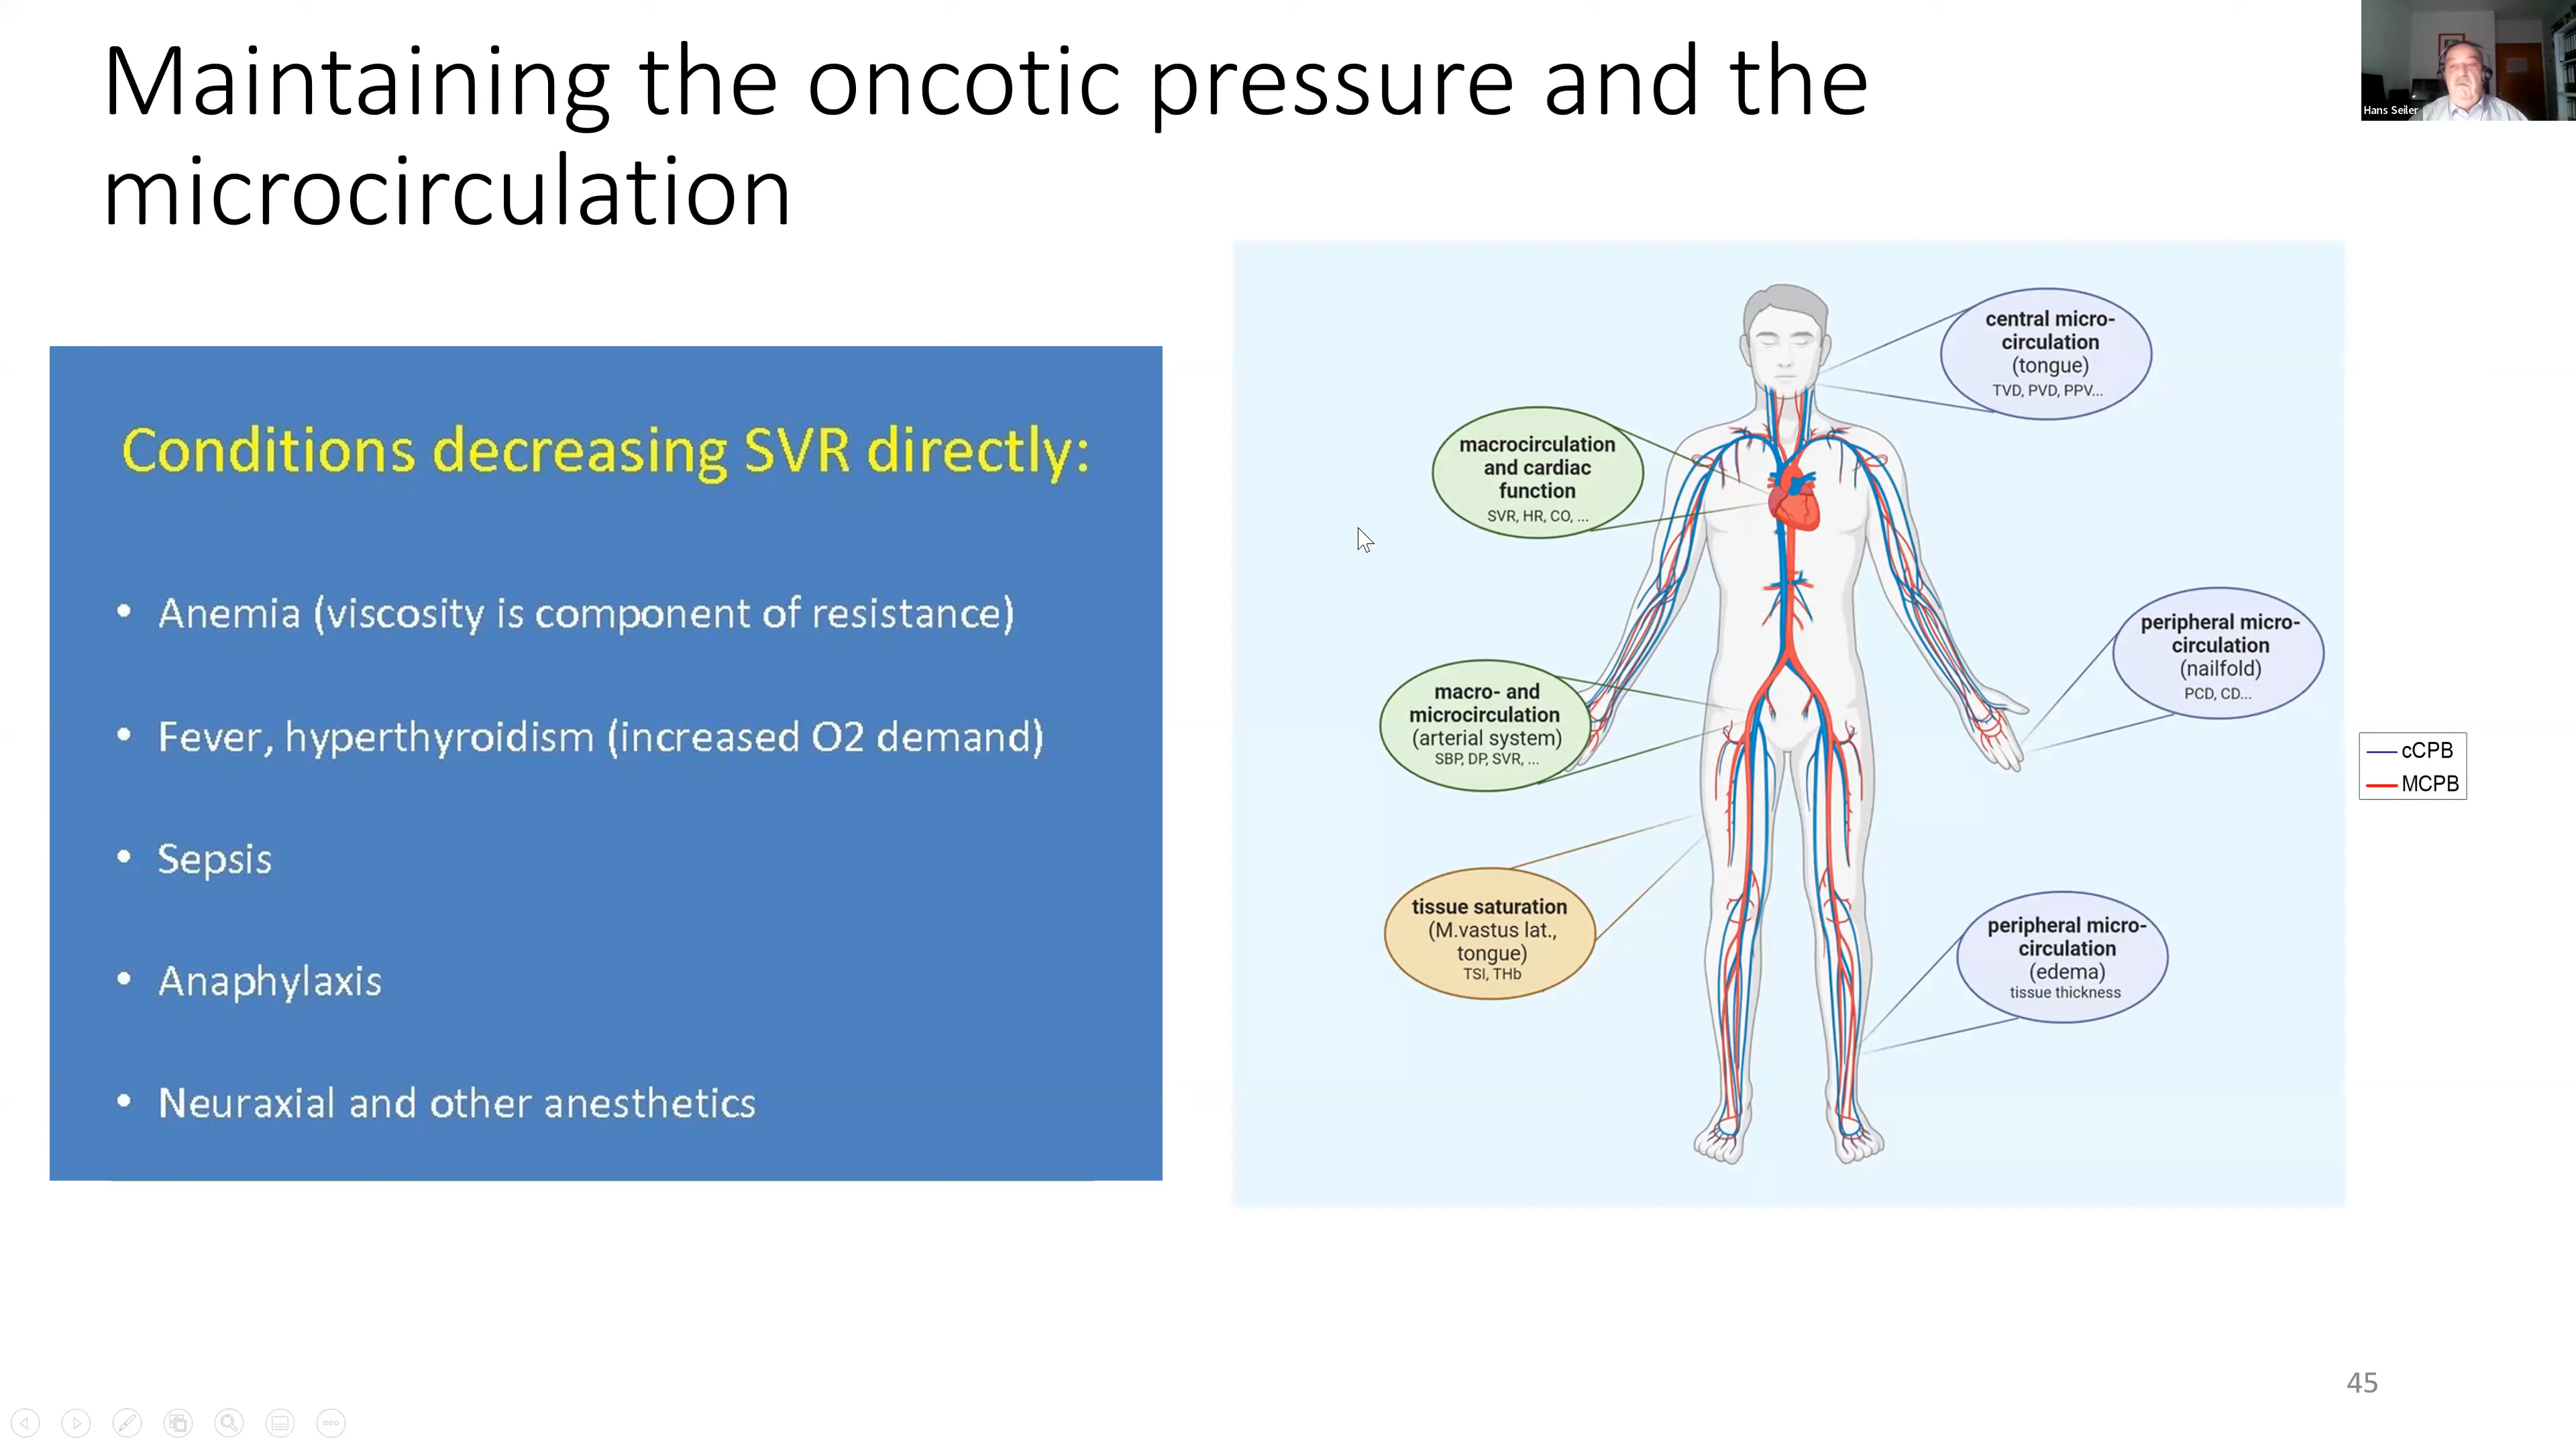 Maintaining the oncotic pressure and the
microcirculation
Hans Seiler
Conditions decreasing SVR directly:
• Anemia (viscosity is component of resistance)
• Fever, hyperthyroidism (increased O2 demand)
• Sepsis
• Anaphylaxis
• Neuraxial and other anesthetics
central micro-
circulation
(tongue)
TVD, PVD, PPV...
macrocirculation
and cardiac
function
SVR, HR, CO, ...
peripheral micro-
circulation
(nailfold)
PCD, CD...
macro- and
microcirculation
(arterial system)
SBP, DP, SVR, ...
tissue saturation
(M.vastus lat.,
tongue)
TSI, THb
peripheral micro-
circulation
(edema)
tissue thickness
cCPB
MCPB
45